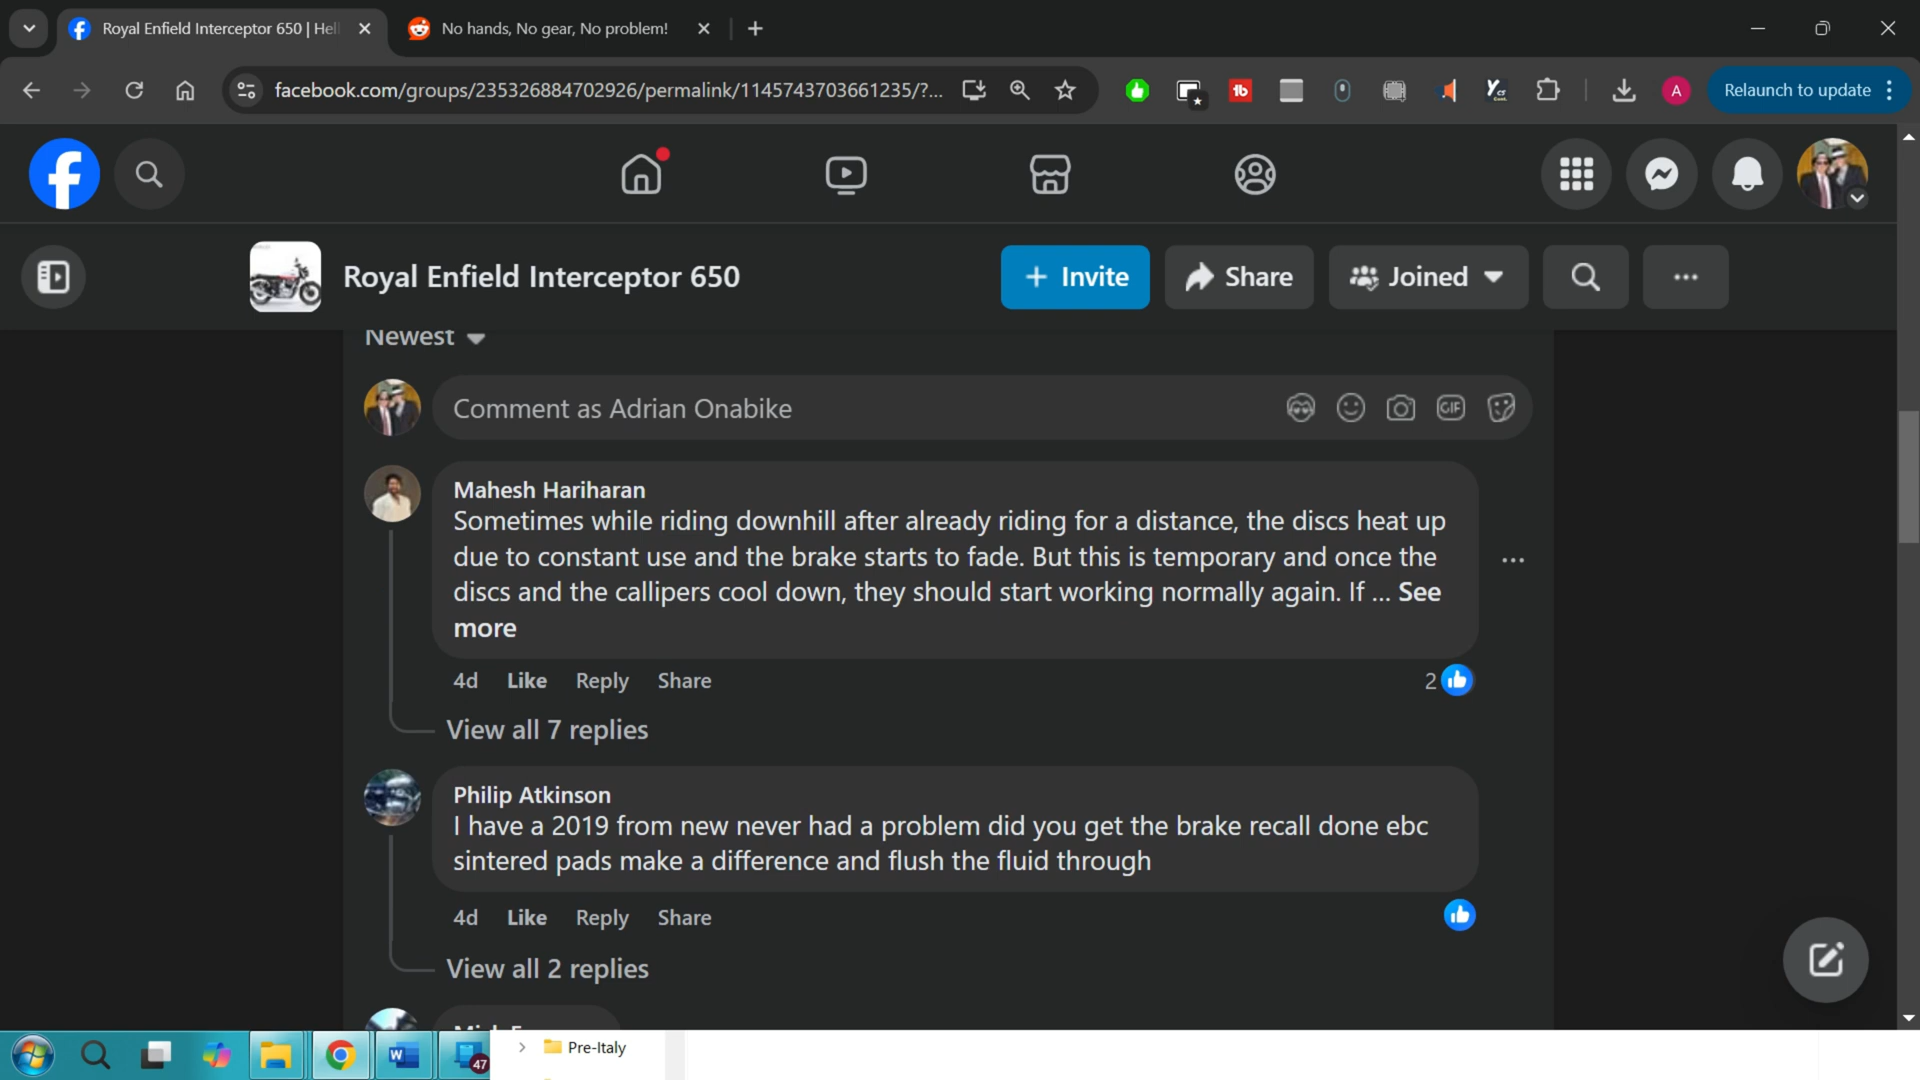 Royal Enfield Interceptor 650 | Hel
No hands, No gear, No problem!
facebook.com/groups/235326884702926/permalink/1145743703661235/?...
Relaunch to update
A
Royal Enfield Interceptor 650
Invite
Share
Joined
Newest
Comment as Adrian Onabike
GIF
Mahesh Hariharan
Sometimes while riding downhill after already riding for a distance, the discs heat up
due to constant use and the brake starts to fade. But this is temporary and once the
discs and the callipers cool down, they should start working normally again. If ... See
more
4d Like Reply Share
2
View all 7 replies
Philip Atkinson
I have a 2019 from new never had a problem did you get the brake recall done ebc
sintered pads make a difference and flush the fluid through
4d Like Reply Share
View all 2 replies
47
Pre-Italy